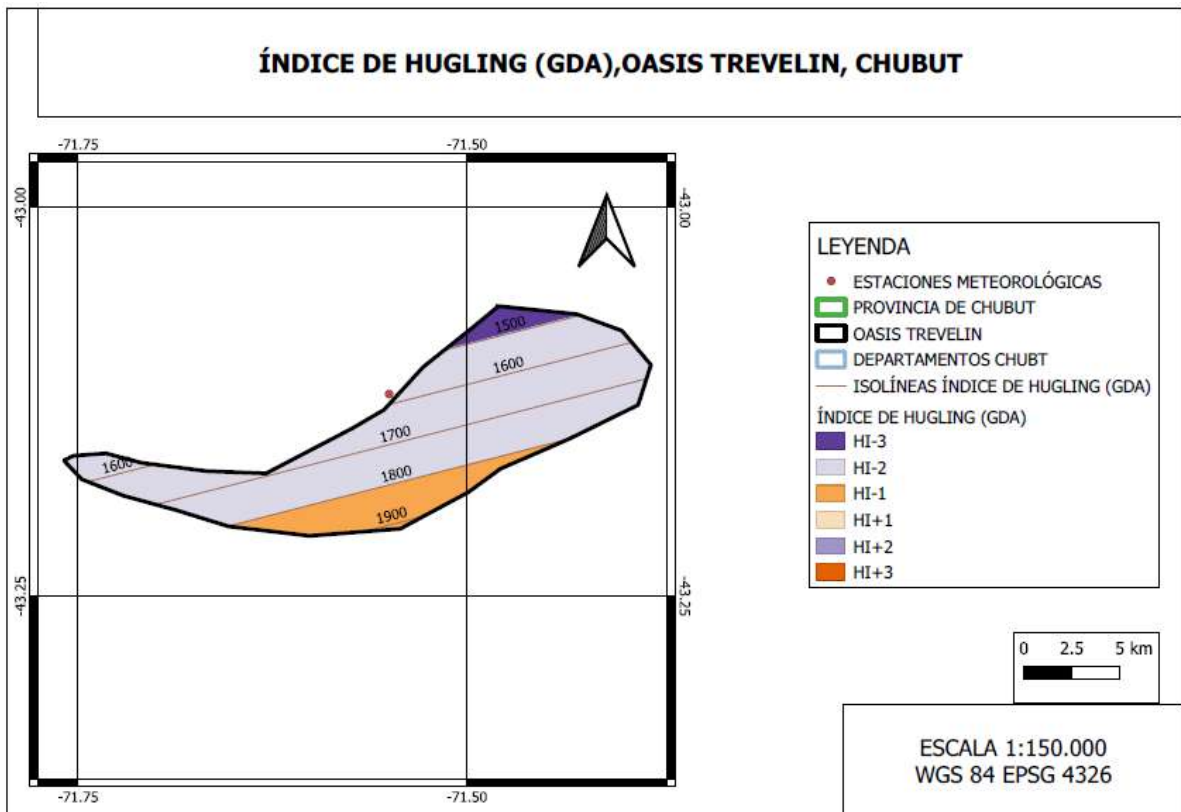 ÍNDICE DE HUGLING (GDA),OASIS TREVELIN, CHUBUT
-71.75
-71.50
-43.00
-43.00
1500
1600
1700
1600
1800
1900
-43.25
-43.25
-71.75
-71.50
LEYENDA
ESTACIONES METEOROLÓGICAS
PROVINCIA DE CHUBUT
OASIS TREVELIN
DEPARTAMENTOS CHUBT
ISOLÍNEAS ÍNDICE DE HUGLING (GDA)
ÍNDICE DE HUGLING (GDA)
HI-3
HI-2
HI-1
HI+1
HI+2
HI+3
0 2.5 5 km
ESCALA 1:150.000
WGS 84 EPSG 4326